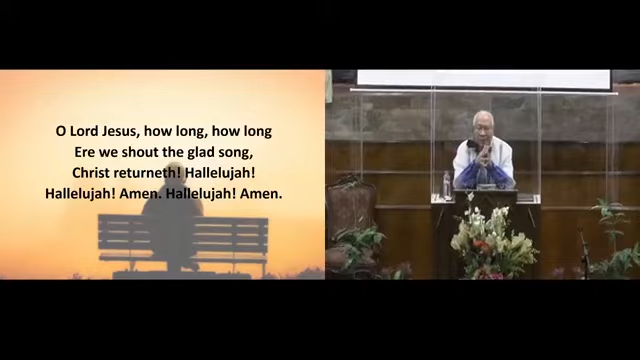 O Lord Jesus, how long, how long
Ere we shout the glad song,
Christ returneth! Hallelujah!
Hallelujah! Amen. Hallelujah! Amen.